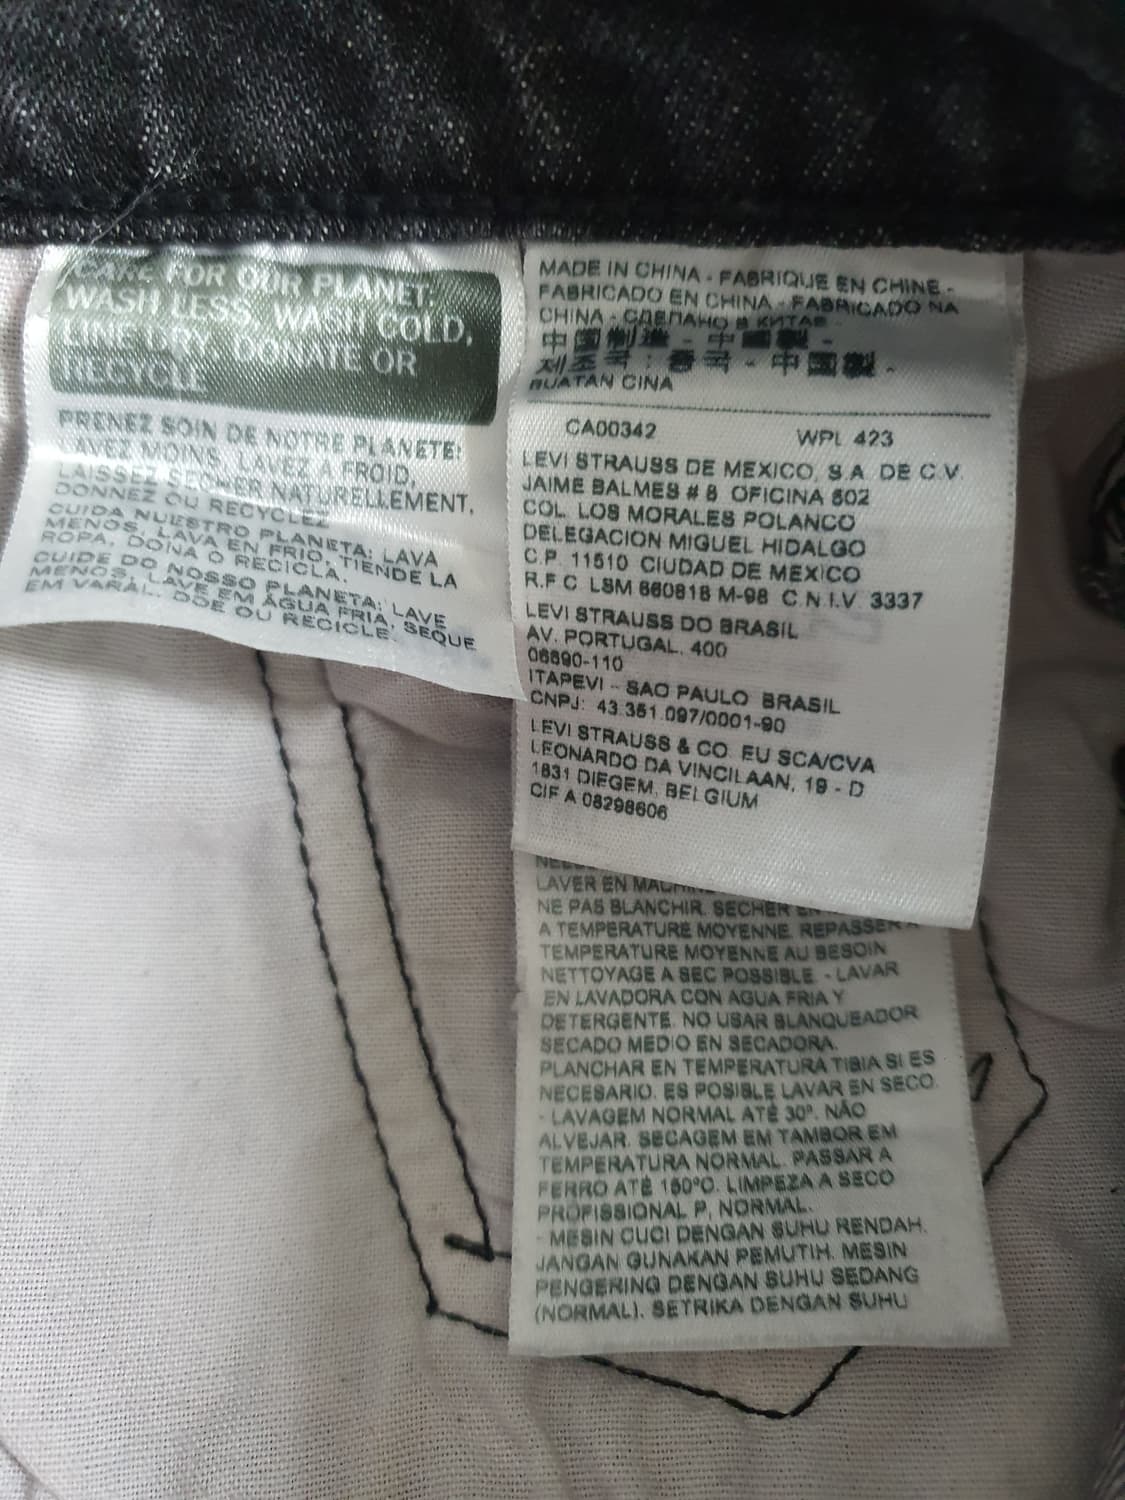 CARE FOR OUR PLANET:
WASH LESS, WASH COLD,
LINE DRY, DONATE OR
RECYCLE
PRENEZ SOIN DE NOTRE PLANETE:
LAVEZ MOINS, LAVEZ A FROID,
LAISSEZ SECHER NATURELLEMENT,
DONNEZ OU RECYCLEZ
CUIDA NUESTRO PLANETA: LAVA
MENOS, LAVA EN FRIO, TIENDE LA
ROPA, DONA O RECICLA.
CUIDE DO NOSSO PLANETA: LAVE
MENOS, LAVE EM ÁGUA FRIA, SEQUE
EM VARAL, DOE OU RECICLE.
MADE IN CHINA - FABRIQUE EN CHINE -
FABRICADO EN CHINA - FABRICADO NA
CHINA - СДЕЛАНО В КИТАЕ -
中国制造 - 中國製 -
제조국 : 중국 - 中国製 -
BUATAN CINA
CA00342 WPL 423
LEVI STRAUSS DE MEXICO, S.A. DE C.V.
JAIME BALMES # 8 OFICINA 602
COL. LOS MORALES POLANCO
DELEGACION MIGUEL HIDALGO
C.P. 11510 CIUDAD DE MEXICO
R.F.C LSM 860818 M-98 C.N.I.V. 3337
LEVI STRAUSS DO BRASIL
AV. PORTUGAL, 400
06690-110
ITAPEVI - SAO PAULO BRASIL
CNPJ: 43.351.097/0001-90
LEVI STRAUSS & CO. EU SCA/CVA
LEONARDO DA VINCILAAN, 19 - D
1831 DIEGEM, BELGIUM
CIF A 08298606
LAVER EN MACHINE
NE PAS BLANCHIR. SECHER EN
A TEMPERATURE MOYENNE. REPASSER A
TEMPERATURE MOYENNE AU BESOIN
NETTOYAGE A SEC POSSIBLE. - LAVAR
EN LAVADORA CON AGUA FRIA Y
DETERGENTE. NO USAR BLANQUEADOR
SECADO MEDIO EN SECADORA.
PLANCHAR EN TEMPERATURA TIBIA SI ES
NECESARIO. ES POSIBLE LAVAR EN SECO.
- LAVAGEM NORMAL ATÉ 30º. NÃO
ALVEJAR. SECAGEM EM TAMBOR EM
TEMPERATURA NORMAL. PASSAR A
FERRO ATÉ 150ºC. LIMPEZA A SECO
PROFISSIONAL P, NORMAL.
- MESIN CUCI DENGAN SUHU RENDAH.
JANGAN GUNAKAN PEMUTIH. MESIN
PENGERING DENGAN SUHU SEDANG
(NORMAL). SETRIKA DENGAN SUHU